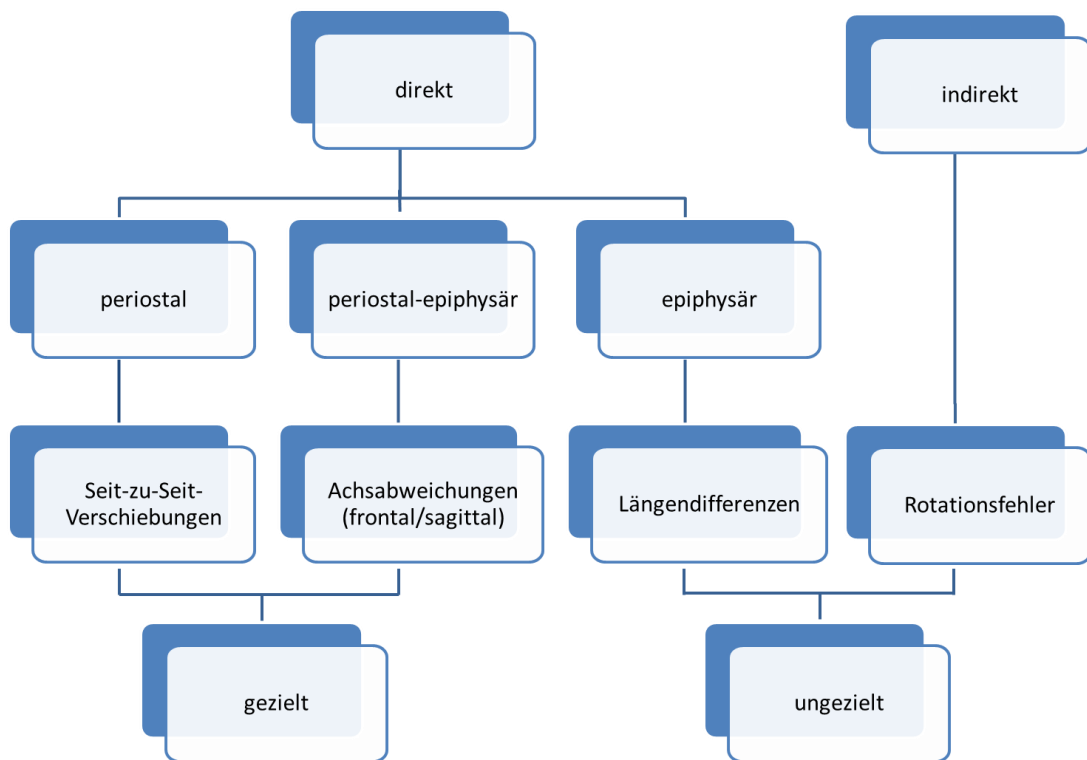 direkt
indirekt
periostal
periostal-epiphysär
epiphysär
Seit-zu-Seit-
Verschiebungen
Achsabweichungen
(frontal/sagittal)
Längendifferenzen
Rotationsfehler
gezielt
ungezielt